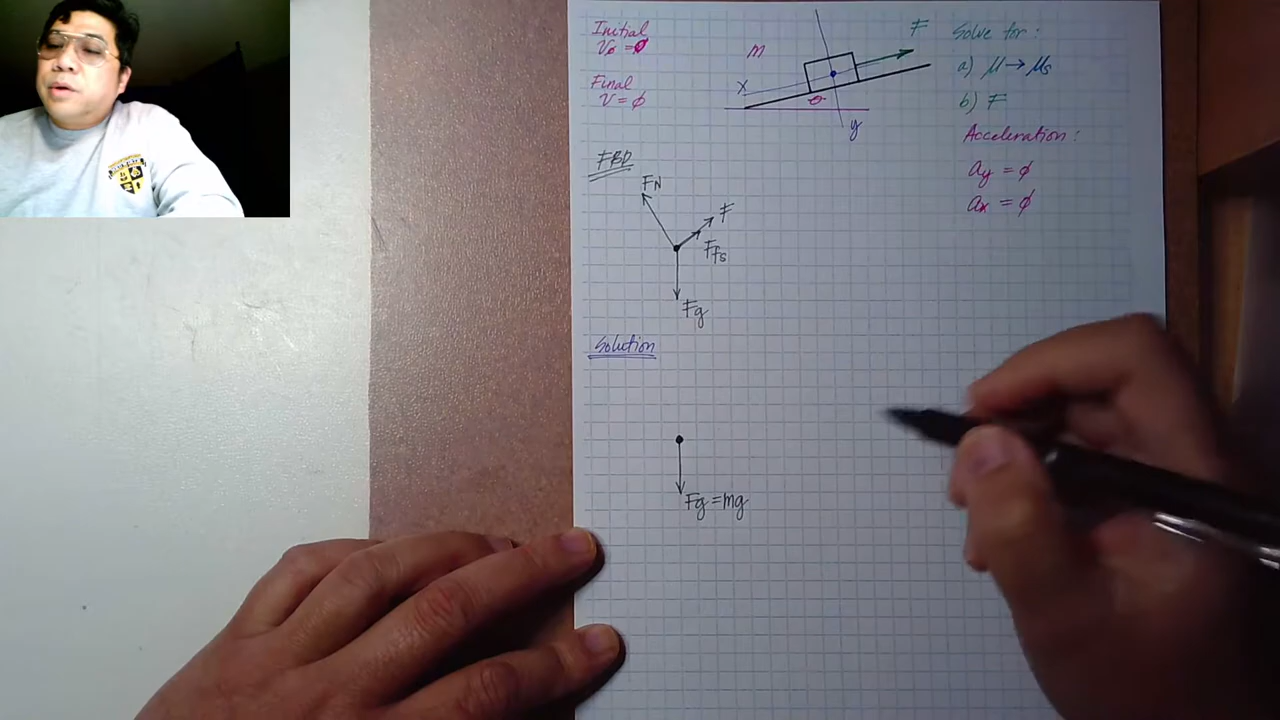 Initial
v₀ = ∅
Final
v = ∅
m
F
x
θ
y
Solve for :
a) μ → μs
b) F
Acceleration :
ay = ∅
ax = ∅
FBD
FN
F
Ffs
Fg
Solution
Fg = mg